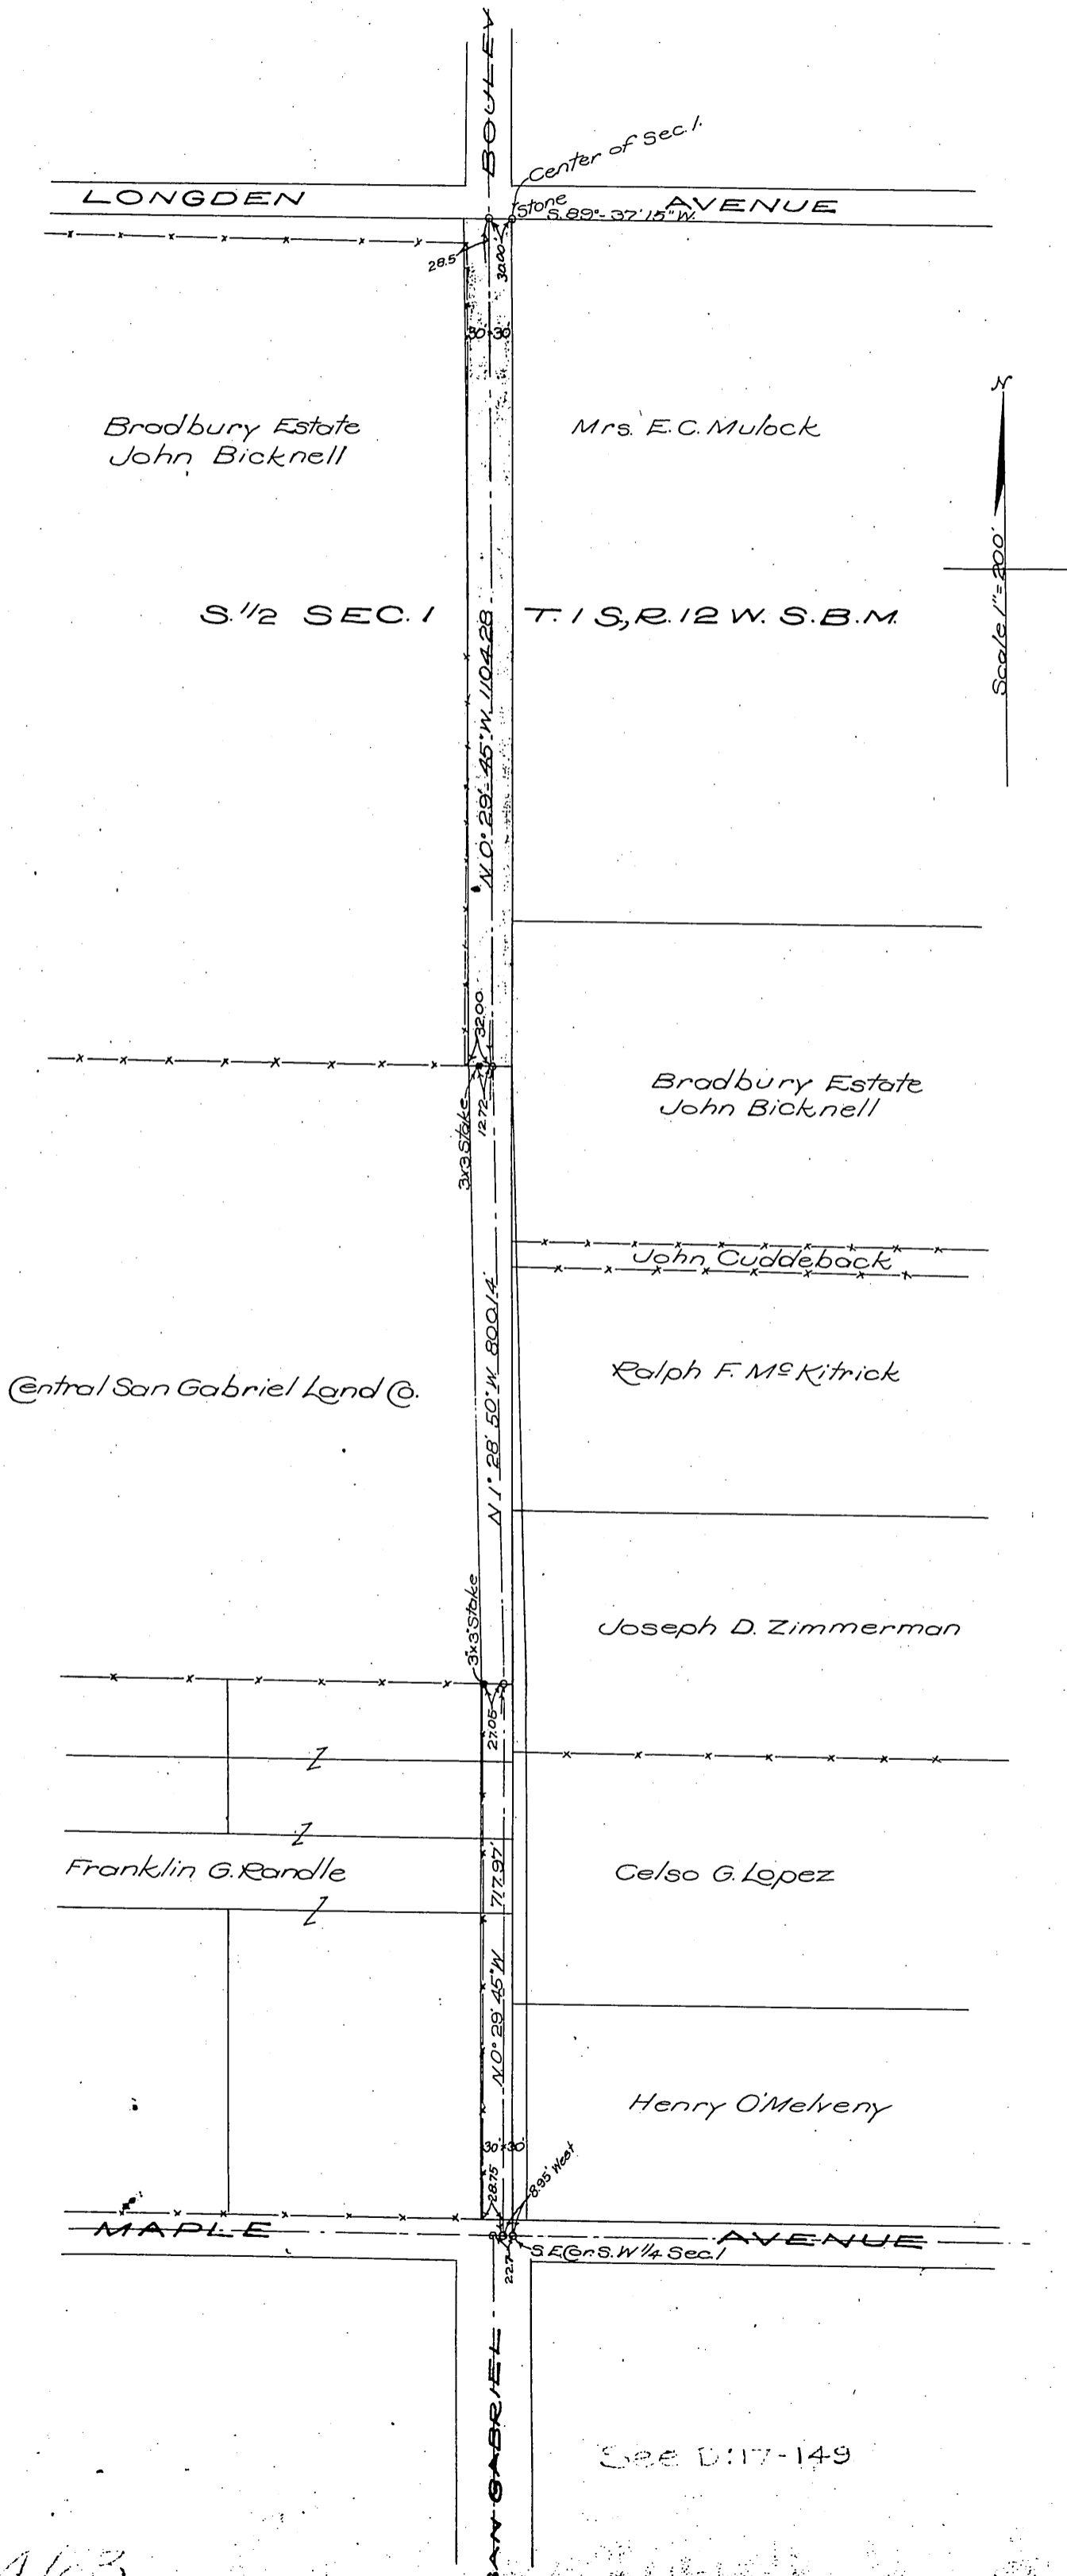 BOULEV
Center of Sec. 1.
LONGDEN AVENUE
stone
S. 89°-37'15" W.
28.5
30.00'
30' 30'
Bradbury Estate
John Bicknell
Mrs. E.C. Mulock
N
Scale 1"=200'
S. 1/2 SEC. 1 T. 1 S., R. 12 W. S.B.M.
N. 0°-29'-45" W. 1104.28
32.00
12.72
3x3 Stake
Bradbury Estate
John Bicknell
John Cuddeback
N 1° 28' 50" W 800.14'
Central San Gabriel Land Co.
Ralph F. McKitrick
3"x3" Stake
Joseph D. Zimmerman
27.05
Z
Z
Franklin G. Randle
Z
717.97'
Celso G. Lopez
N. 0° 29' 45" W
Henry O'Melveny
30' 30'
28.75
8.95' West
MAPLE AVENUE
S.E. Cor. S.W 1/4 Sec. 1
22.7
SAN GABRIEL
See D:17-149